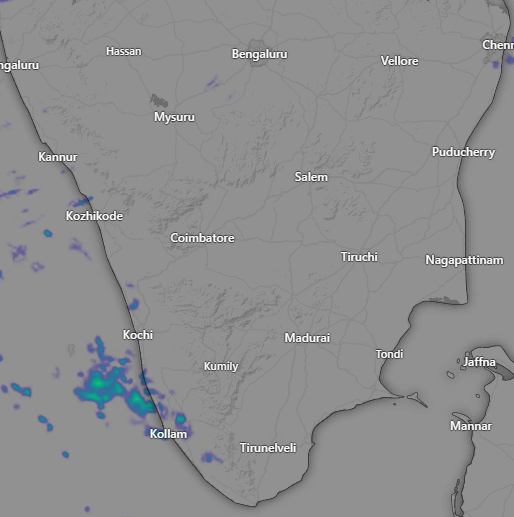 Hassan
Bengaluru
Chenn
ngaluru
Vellore
Mysuru
Kannur
Puducherry
Salem
Kozhikode
Coimbatore
Tiruchi
Nagapattinam
Kochi
Madurai
Tondi
Kumily
Jaffna
Mannar
Kollam
Tirunelveli